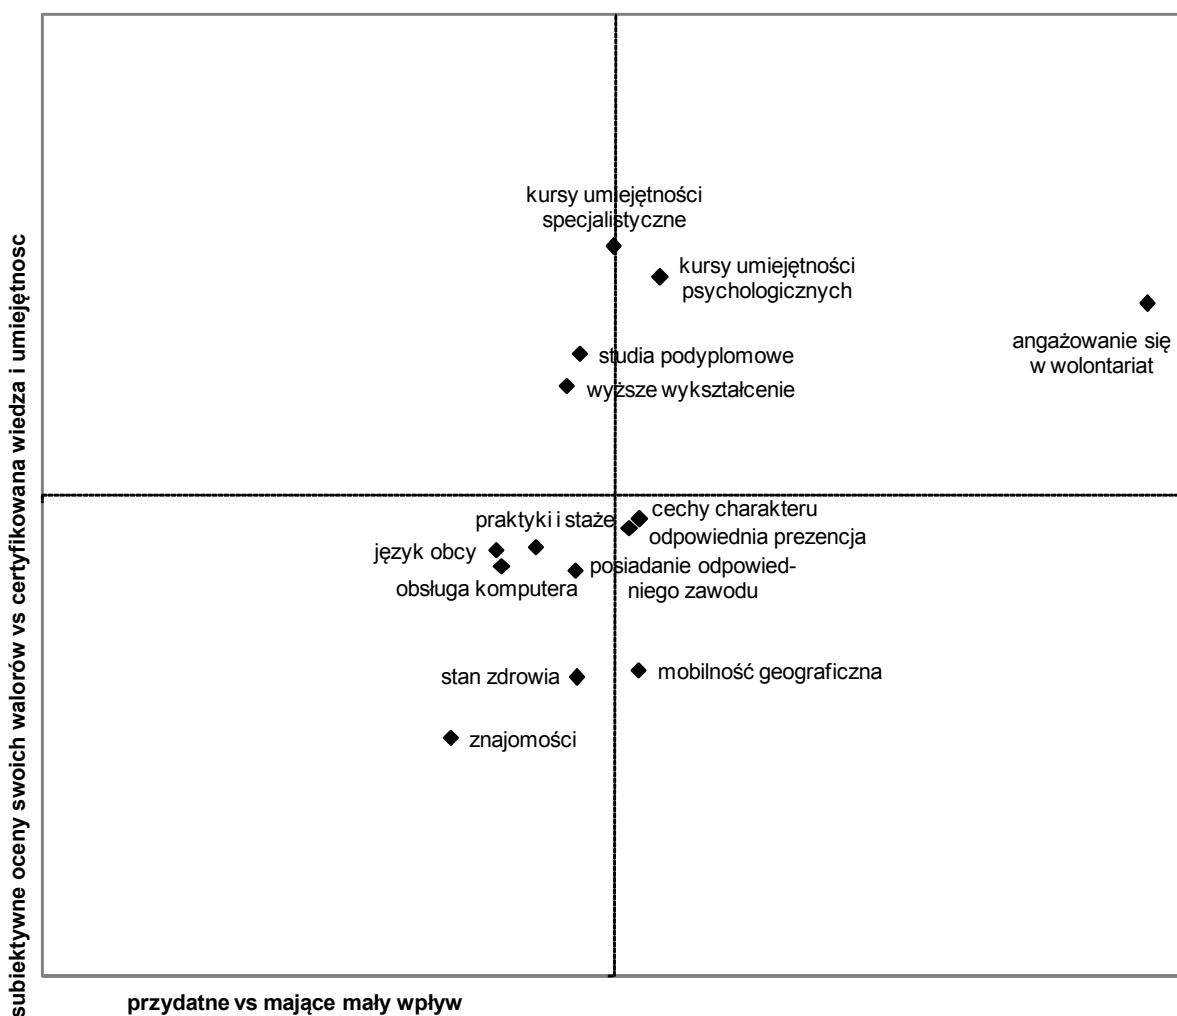 kursy umiejętności
specjalistyczne
kursy umiejętności
psychologicznych
angażowanie się
w wolontariat
studia podyplomowe
wyższe wykształcenie
cechy charakteru
praktyki i staże
odpowiednia prezencja
język obcy
posiadanie odpowied-
niego zawodu
obsługa komputera
stan zdrowia
mobilność geograficzna
znajomości
subiektywne oceny swoich walorów vs certyfikowana wiedza i umiejętnosc
przydatne vs mające mały wpływ